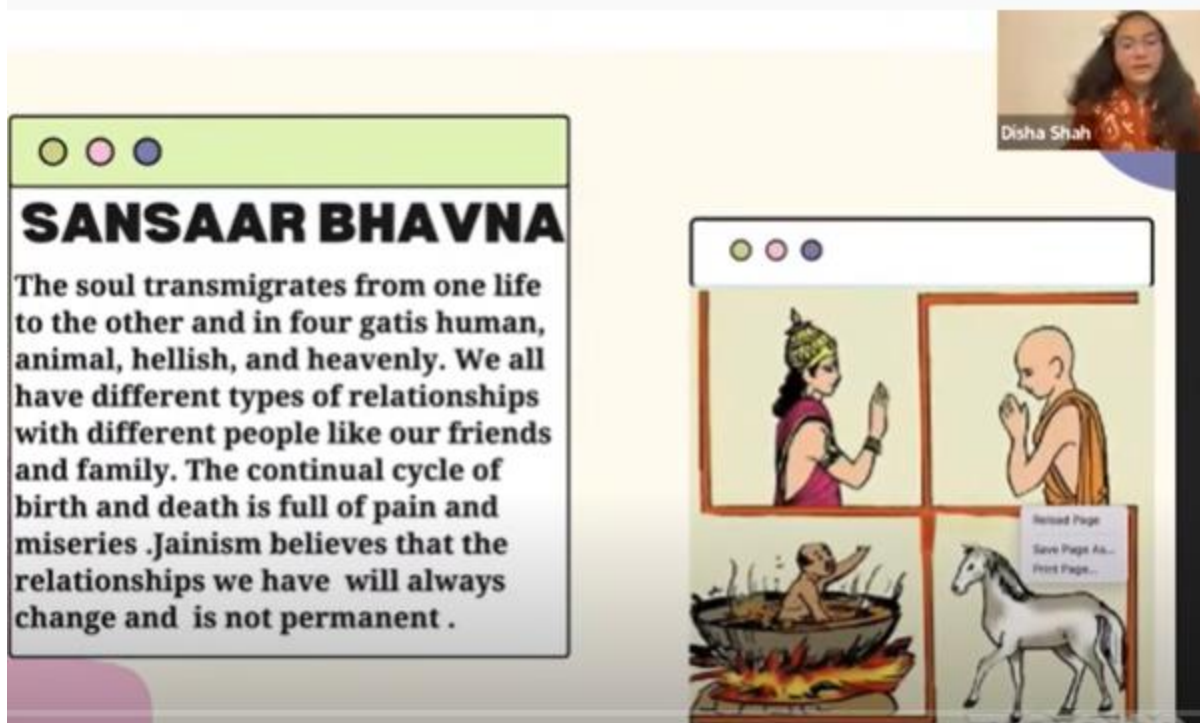 Disha Shah
SANSAAR BHAVNA
The soul transmigrates from one life
to the other and in four gatis human,
animal, hellish, and heavenly. We all
have different types of relationships
with different people like our friends
and family. The continual cycle of
birth and death is full of pain and
miseries .Jainism believes that the
relationships we have  will always
change and  is not permanent .
Reload Page
Save Page As...
Print Page...